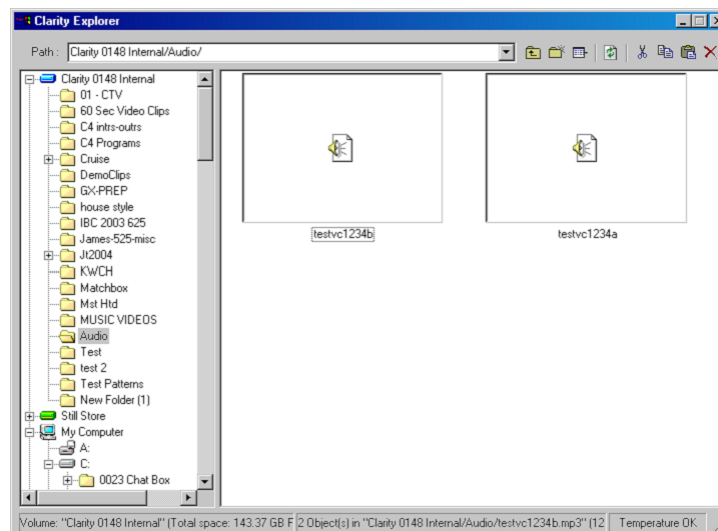 Clarity Explorer
Path : Clarity 0148 Internal/Audio/
Clarity 0148 Internal
01 - CTV
60 Sec Video Clips
C4 intrs-outrs
C4 Programs
Cruise
DemoClips
GX-PREP
house style
IBC 2003 625
James-525-misc
Jt2004
KWCH
Matchbox
Mst Htd
MUSIC VIDEOS
Audio
Test
test 2
Test Patterns
New Folder (1)
Still Store
My Computer
A:
C:
0023 Chat Box
testvc1234b
testvc1234a
Volume: "Clarity 0148 Internal" (Total space: 143.37 GB F
2 Object(s) in "Clarity 0148 Internal/Audio/testvc1234b.mp3" (12
Temperature OK